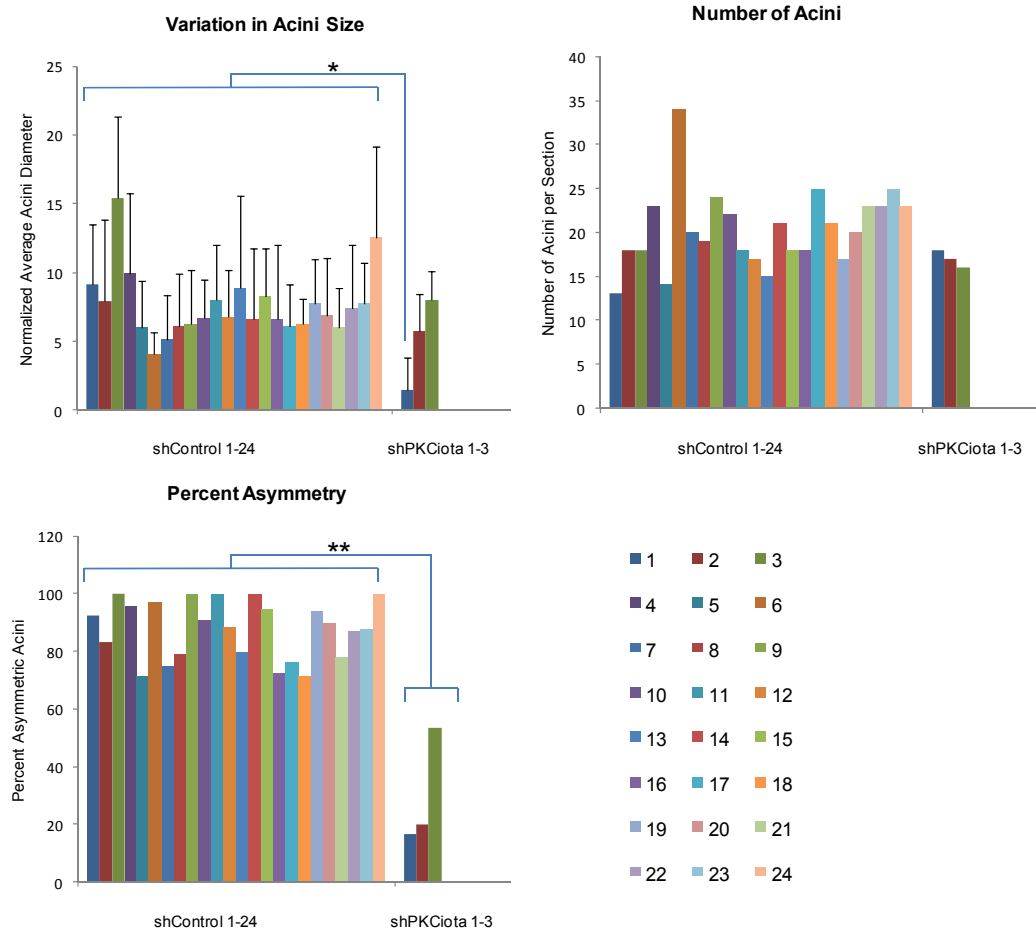 Variation in Acini Size
Normalized Average Acini Diameter
25
20
15
10
5
0
*
shControl 1-24
shPKCiota 1-3
Number of Acini
Number of Acini per Section
40
35
30
25
20
15
10
5
0
shControl 1-24
shPKCiota 1-3
Percent Asymmetry
Percent Asymmetric Acini
120
100
80
60
40
20
0
**
shControl 1-24
shPKCiota 1-3
1 2 3
4 5 6
7 8 9
10 11 12
13 14 15
16 17 18
19 20 21
22 23 24